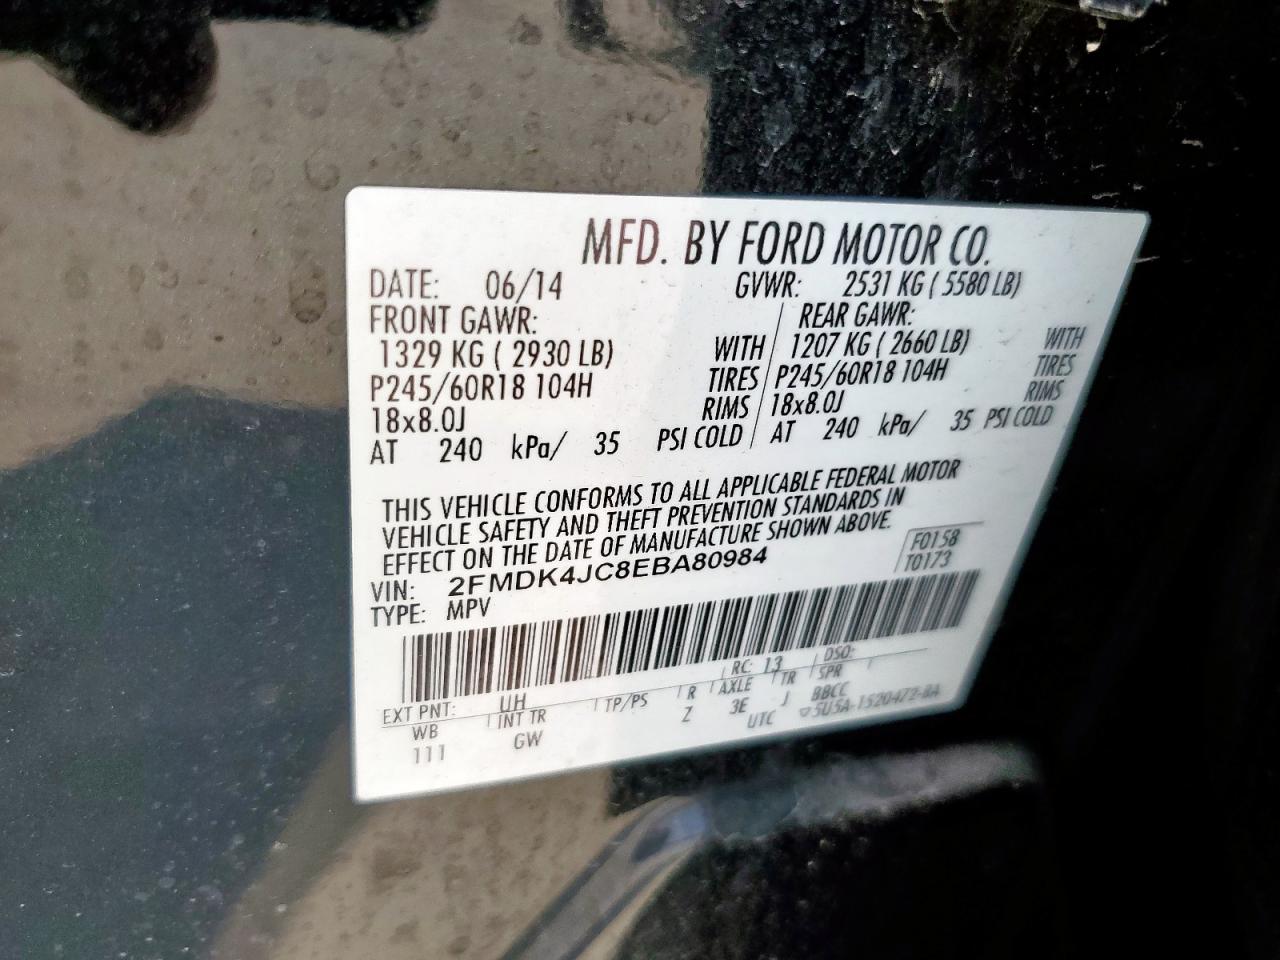 MFD. BY FORD MOTOR CO.
DATE: 06/14 GVWR: 2531 KG ( 5580 LB)
FRONT GAWR: REAR GAWR:
1329 KG ( 2930 LB) WITH 1207 KG ( 2660 LB) WITH
P245/60R18 104H TIRES P245/60R18 104H TIRES
18x8.0J RIMS 18x8.0J RIMS
AT 240 kPa/ 35 PSI COLD AT 240 kPa/ 35 PSI COLD
THIS VEHICLE CONFORMS TO ALL APPLICABLE FEDERAL MOTOR
VEHICLE SAFETY AND THEFT PREVENTION STANDARDS IN
EFFECT ON THE DATE OF MANUFACTURE SHOWN ABOVE.
F0158
VIN: 2FMDK4JC8EBA80984 T0173
TYPE: MPV
EXT PNT: UH RC: 13 DSO:
WB INT TR TP/PS R AXLE TR SPR
111 GW Z 3E J BBCC
UTC ▽5U5A-1520472-BA